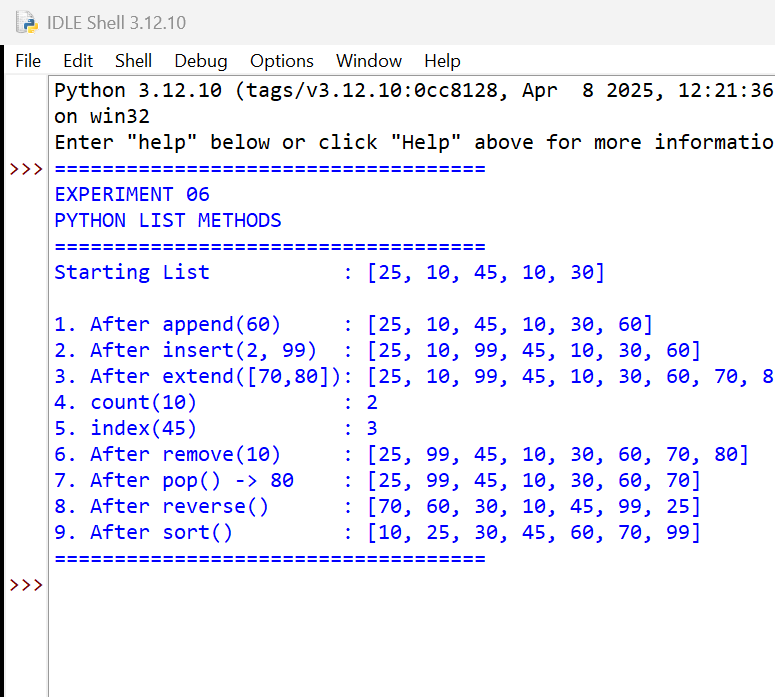 IDLE Shell 3.12.10
File Edit Shell Debug Options Window Help
Python 3.12.10 (tags/v3.12.10:0cc8128, Apr  8 2025, 12:21:36
on win32
Enter "help" below or click "Help" above for more informatio
>>> ====================================
EXPERIMENT 06
PYTHON LIST METHODS
====================================
Starting List           : [25, 10, 45, 10, 30]

1. After append(60)     : [25, 10, 45, 10, 30, 60]
2. After insert(2, 99)  : [25, 10, 99, 45, 10, 30, 60]
3. After extend([70,80]): [25, 10, 99, 45, 10, 30, 60, 70, 8
4. count(10)            : 2
5. index(45)            : 3
6. After remove(10)     : [25, 99, 45, 10, 30, 60, 70, 80]
7. After pop() -> 80    : [25, 99, 45, 10, 30, 60, 70]
8. After reverse()      : [70, 60, 30, 10, 45, 99, 25]
9. After sort()         : [10, 25, 30, 45, 60, 70, 99]
====================================
>>>